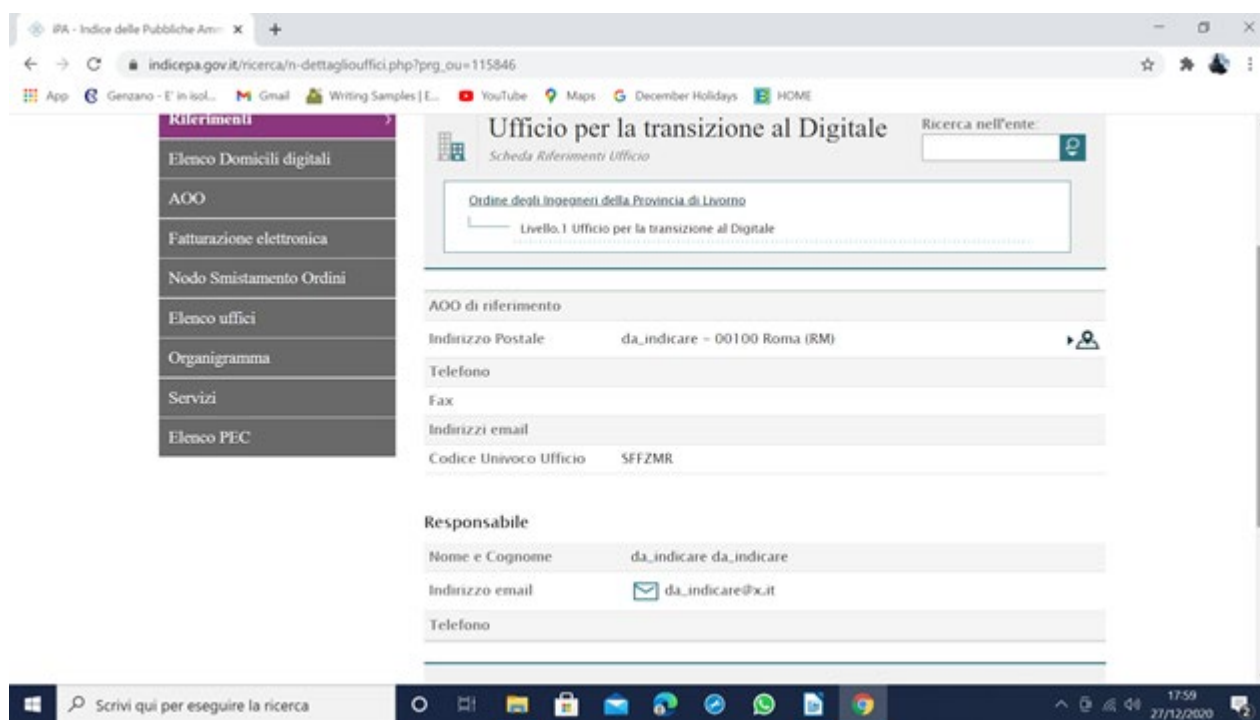 iPA - Indice delle Pubbliche Am
indicepa.gov.it/ricerca/n-dettagliouffici.php?prg_ou=115846
App Genzano - E' in isol... Gmail Writing Samples | E... YouTube Maps December Holidays HOME
Riferimenti
Elenco Domicili digitali
AOO
Fatturazione elettronica
Nodo Smistamento Ordini
Elenco uffici
Organigramma
Servizi
Elenco PEC
Ufficio per la transizione al Digitale
Scheda Riferimenti Ufficio
Ricerca nell'ente:
Ordine degli Ingegneri della Provincia di Livorno
Livello.1 Ufficio per la transizione al Digitale
AOO di riferimento
Indirizzo Postale da_indicare - 00100 Roma (RM)
Telefono
Fax
Indirizzi email
Codice Univoco Ufficio SFFZMR
Responsabile
Nome e Cognome da_indicare da_indicare
Indirizzo email da_indicare@x.it
Telefono
Scrivi qui per eseguire la ricerca
17:59
27/12/2020